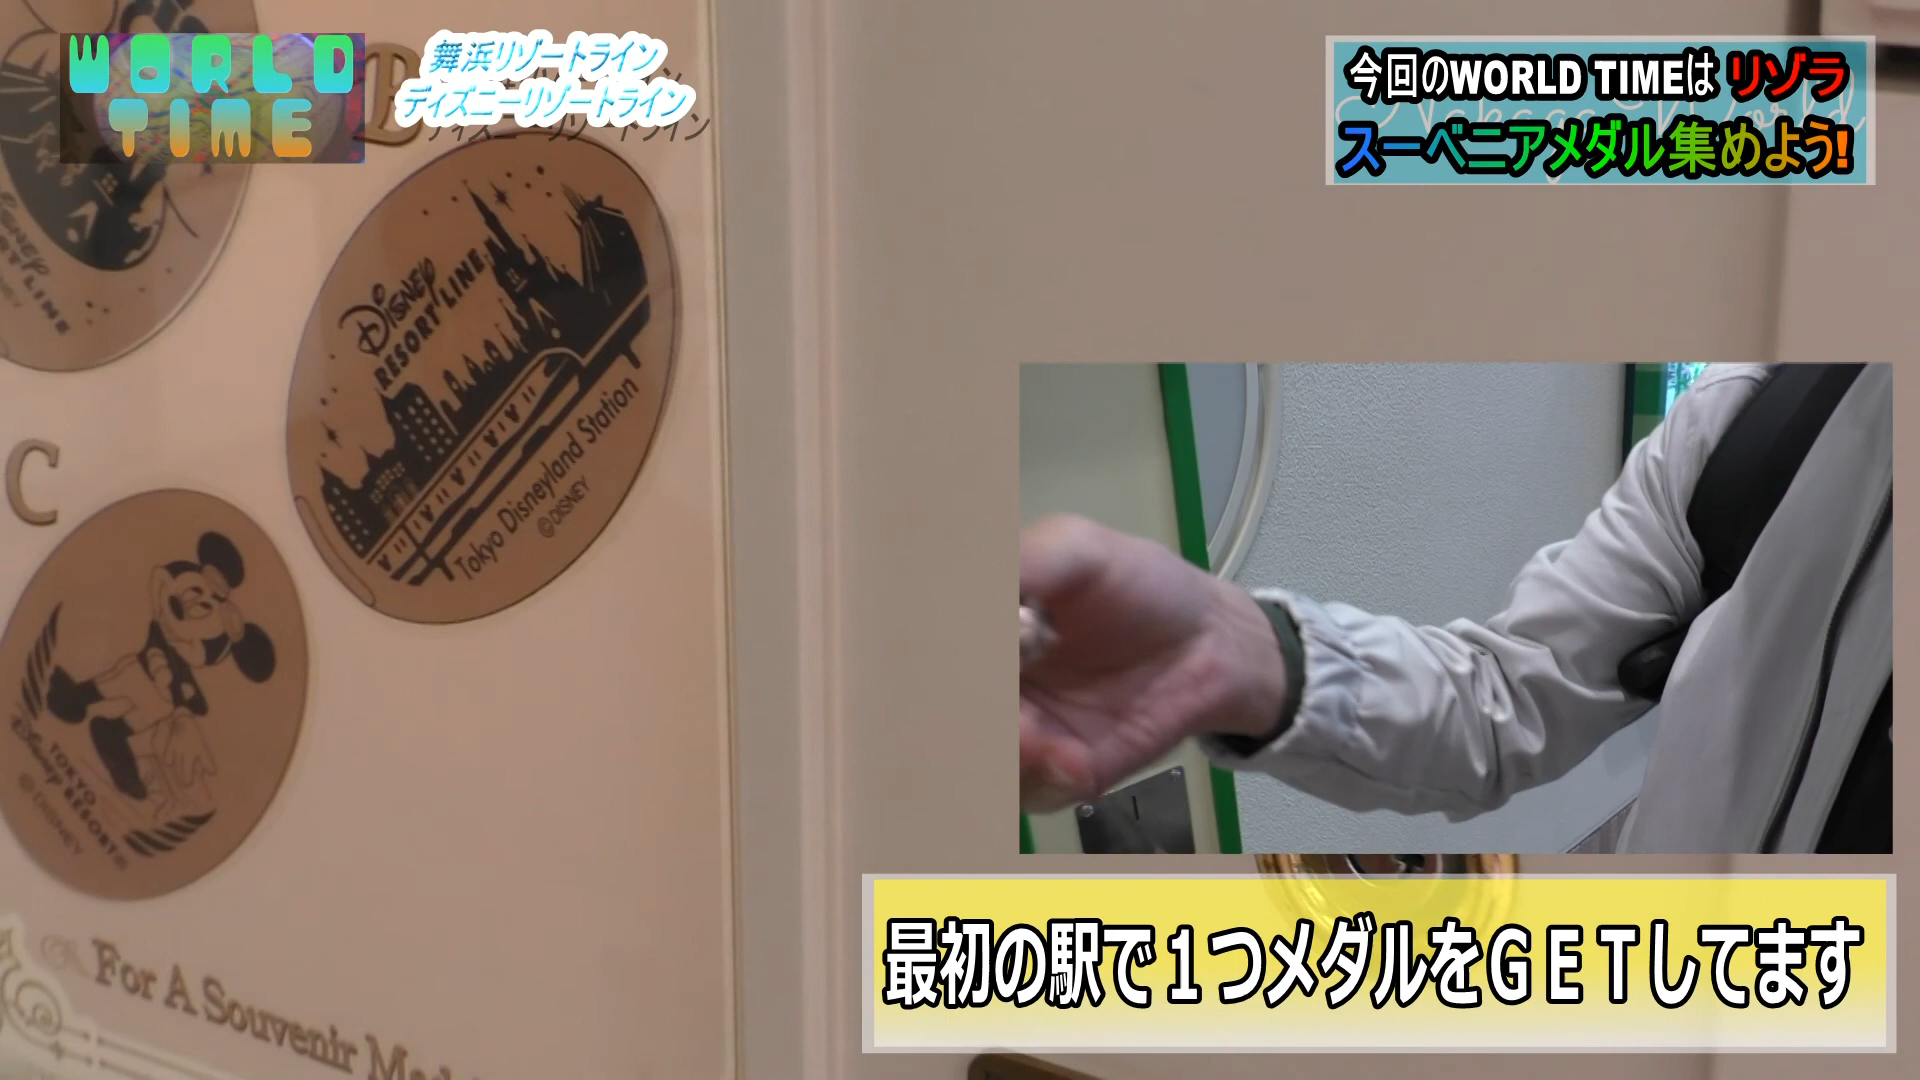 WORLD
TIME
舞浜リゾートライン
ディズニーリゾートライン
今回のWORLD TIMEは リゾラ
スーベニアメダル集めよう!
B
DISNEY
RESORT LINE
Tokyo Disneyland Station
©DISNEY
C
Disney
TOKYO
RESORT
©DISNEY
For A Souvenir
最初の駅で1つメダルをGETしてます